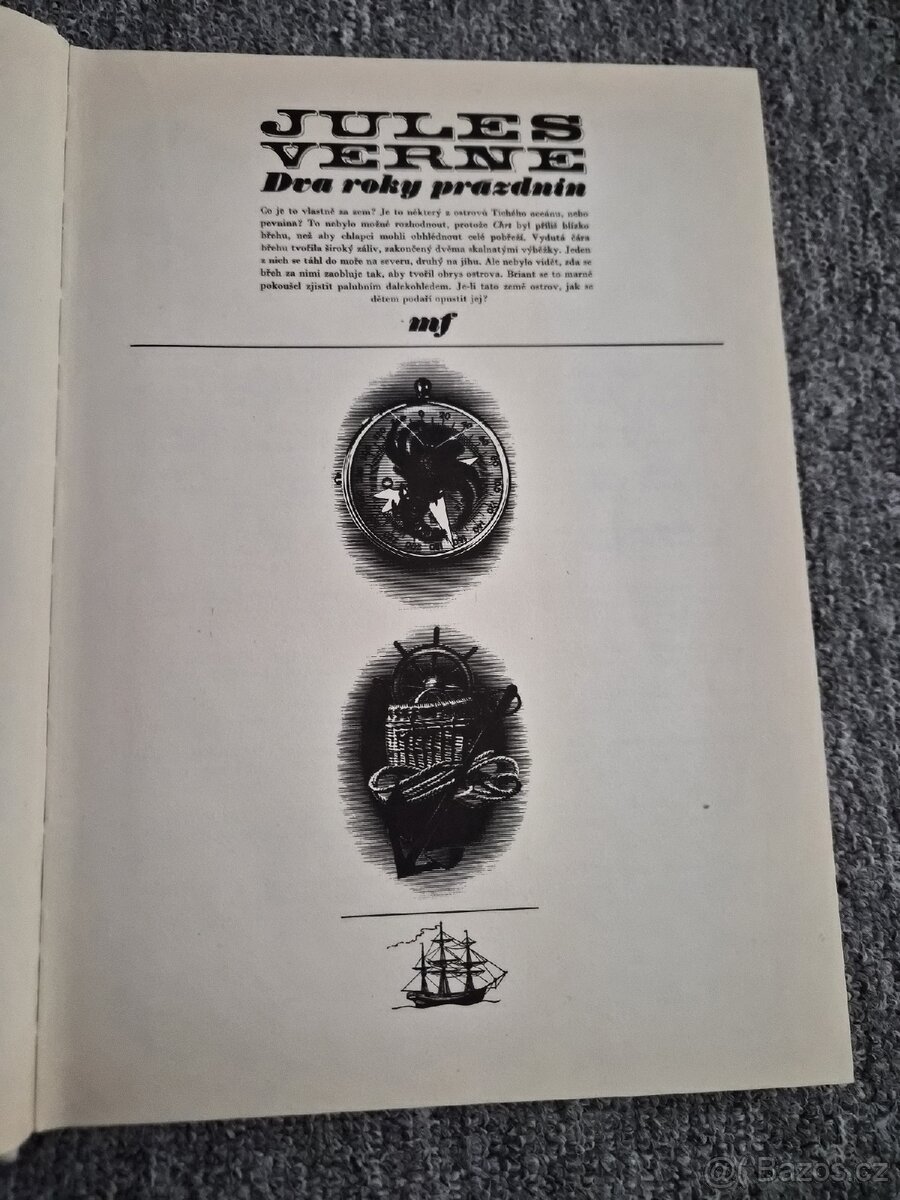 JULES
VERNE
Dva roky prázdnin
Co je to vlastně za zem? Je to některý z ostrovů Tichého oceánu, nebo
pevnina? To nebylo možné rozhodnout, protože Chrt byl příliš blízko
břehu, než aby chlapci mohli obhlédnout celé pobřeží. Vydutá čára
břehu tvořila široký záliv, zakončený dvěma skalnatými výběžky. Jeden
z nich se táhl do moře na severu, druhý na jihu. Ale nebylo vidět, zda se
břeh za nimi zaobluje tak, aby tvořil obrys ostrova. Briant se to marně
pokoušel zjistit palubním dalekohledem. Je-li tato země ostrov, jak se
dětem podaří opustit jej?
mf
@ Bazoš.cz